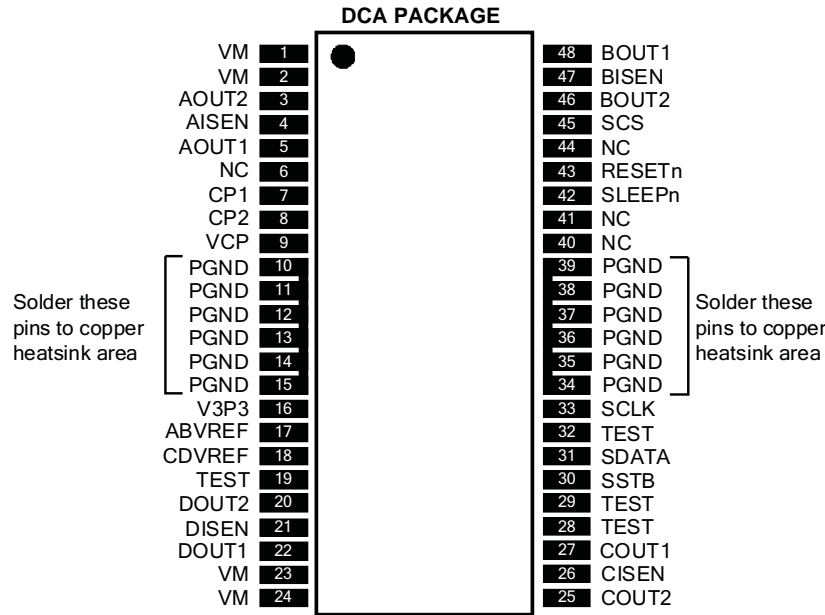 DCA PACKAGE
VM 1 48 BOUT1
VM 2 47 BISEN
AOUT2 3 46 BOUT2
AISEN 4 45 SCS
AOUT1 5 44 NC
NC 6 43 RESETn
CP1 7 42 SLEEPn
CP2 8 41 NC
VCP 9 40 NC
PGND 10 39 PGND
PGND 11 38 PGND
PGND 12 37 PGND
PGND 13 36 PGND
PGND 14 35 PGND
PGND 15 34 PGND
Solder these
pins to copper
heatsink area
Solder these
pins to copper
heatsink area
V3P3 16 33 SCLK
ABVREF 17 32 TEST
CDVREF 18 31 SDATA
TEST 19 30 SSTB
DOUT2 20 29 TEST
DISEN 21 28 TEST
DOUT1 22 27 COUT1
VM 23 26 CISEN
VM 24 25 COUT2